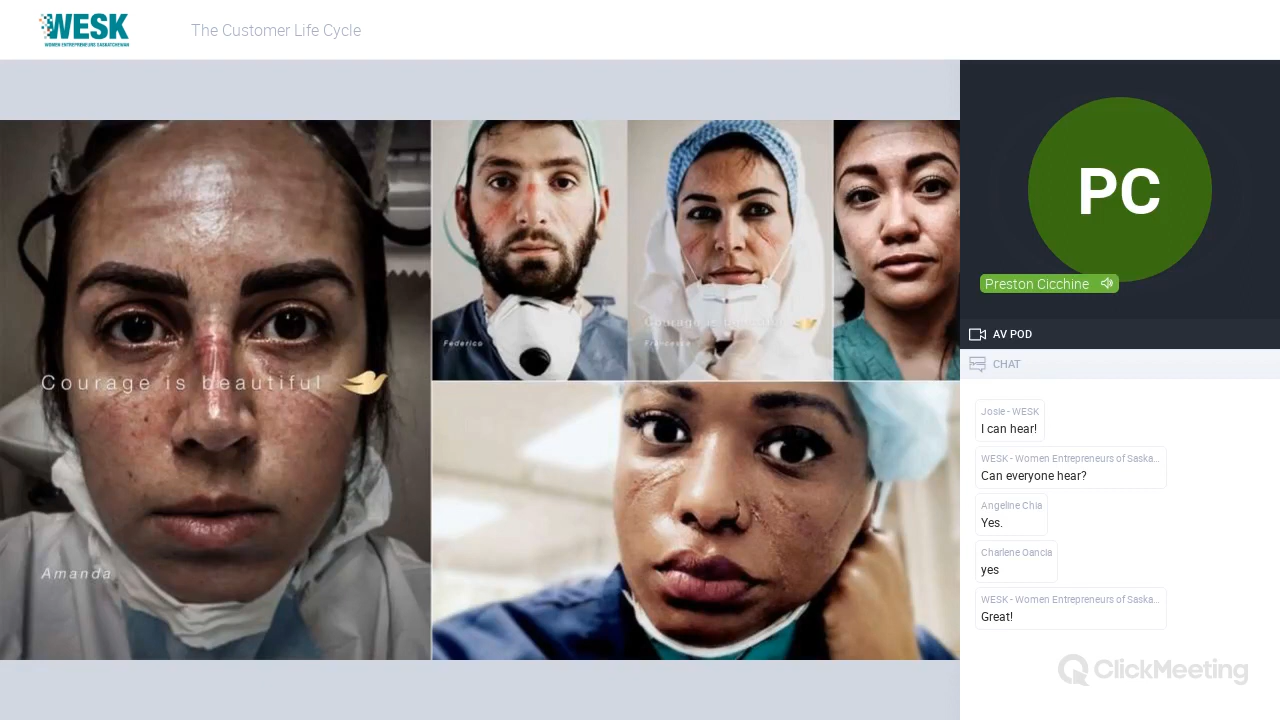 WESK
WOMEN ENTREPRENEURS SASKATCHEWAN
The Customer Life Cycle
Courage is beautiful
Amanda
Federico
Courage is beautiful
Francesca
PC
Preston Cicchine
AV POD
CHAT
Josie - WESK
I can hear!
WESK - Women Entrepreneurs of Saska...
Can everyone hear?
Angeline Chia
Yes.
Charlene Oancia
yes
WESK - Women Entrepreneurs of Saska...
Great!
ClickMeeting